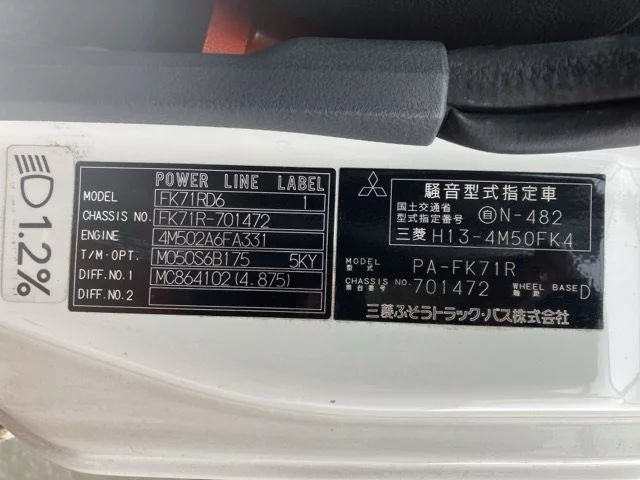 1.2%
POWER LINE LABEL
MODEL FK71RD6 1
CHASSIS NO. FK71R-701472
ENGINE 4M502A6FA331
T/M·OPT. M050S6B175 5KY
DIFF.NO.1 MC864102(4.875)
DIFF.NO.2
騒音型式指定車
国土交通省
型式指定番号 自N-482
三菱 H13-4M50FK4
MODEL
型式 PA-FK71R
CHASSIS NO.
車台番号 701472 WHEEL BASE
軸距 D
三菱ふそうトラック・バス株式会社